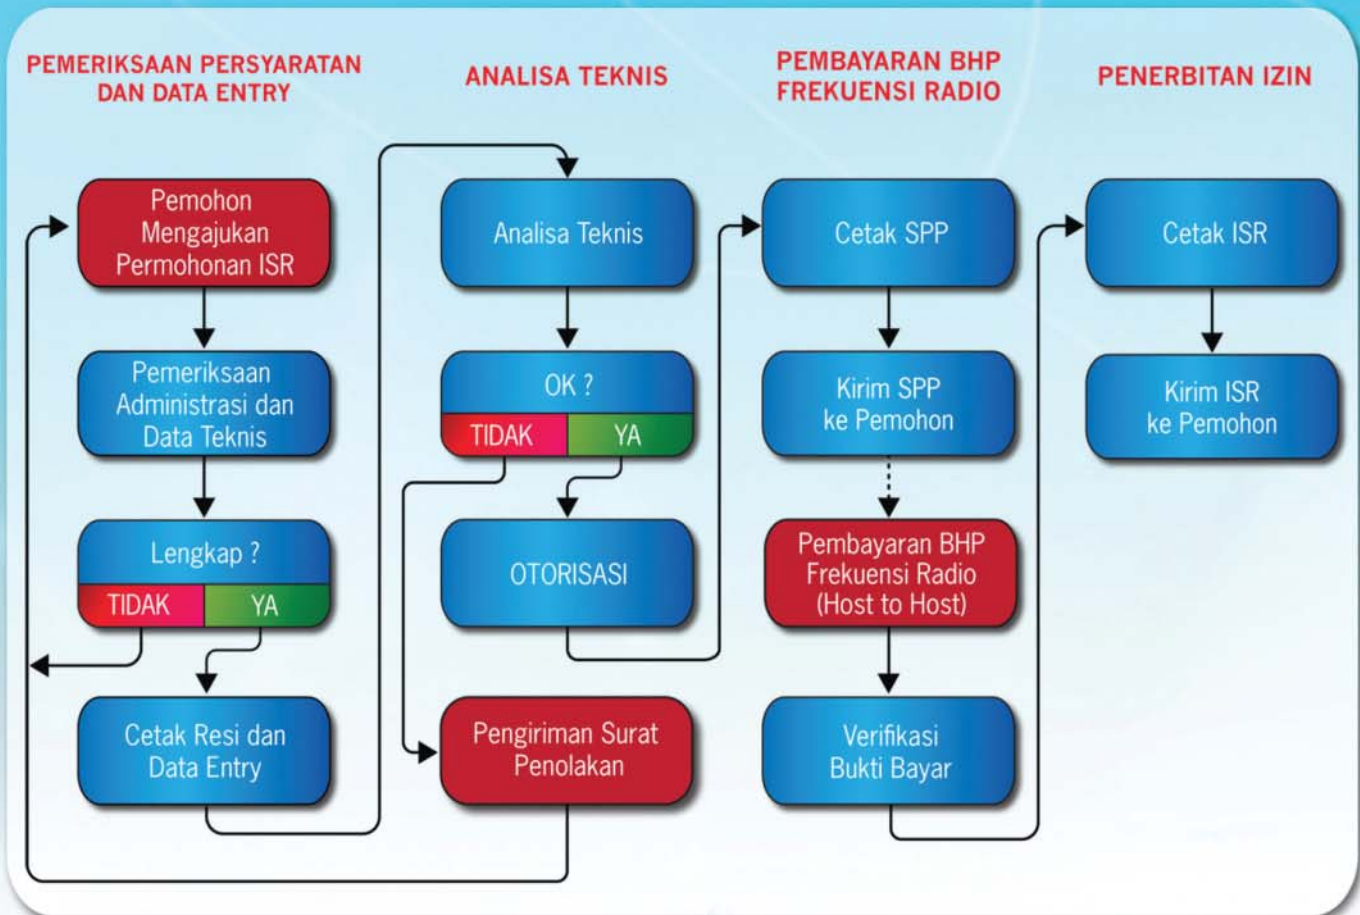 PEMERIKSAAN PERSYARATAN
DAN DATA ENTRY
Pemohon
Mengajukan
Permohonan ISR
Pemeriksaan
Administrasi dan
Data Teknis
Lengkap ?
TIDAK
YA
Cetak Resi dan
Data Entry
ANALISA TEKNIS
Analisa Teknis
OK ?
TIDAK
YA
OTORISASI
Pengiriman Surat
Penolakan
PEMBAYARAN BHP
FREKUENSI RADIO
Cetak SPP
Kirim SPP
ke Pemohon
Pembayaran BHP
Frekuensi Radio
(Host to Host)
Verifikasi
Bukti Bayar
PENERBITAN IZIN
Cetak ISR
Kirim ISR
ke Pemohon